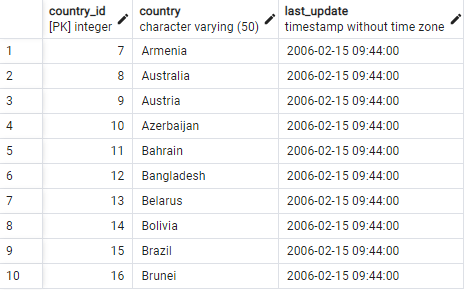 country_id country last_update
[PK] integer character varying (50) timestamp without time zone
1 7 Armenia 2006-02-15 09:44:00
2 8 Australia 2006-02-15 09:44:00
3 9 Austria 2006-02-15 09:44:00
4 10 Azerbaijan 2006-02-15 09:44:00
5 11 Bahrain 2006-02-15 09:44:00
6 12 Bangladesh 2006-02-15 09:44:00
7 13 Belarus 2006-02-15 09:44:00
8 14 Bolivia 2006-02-15 09:44:00
9 15 Brazil 2006-02-15 09:44:00
10 16 Brunei 2006-02-15 09:44:00